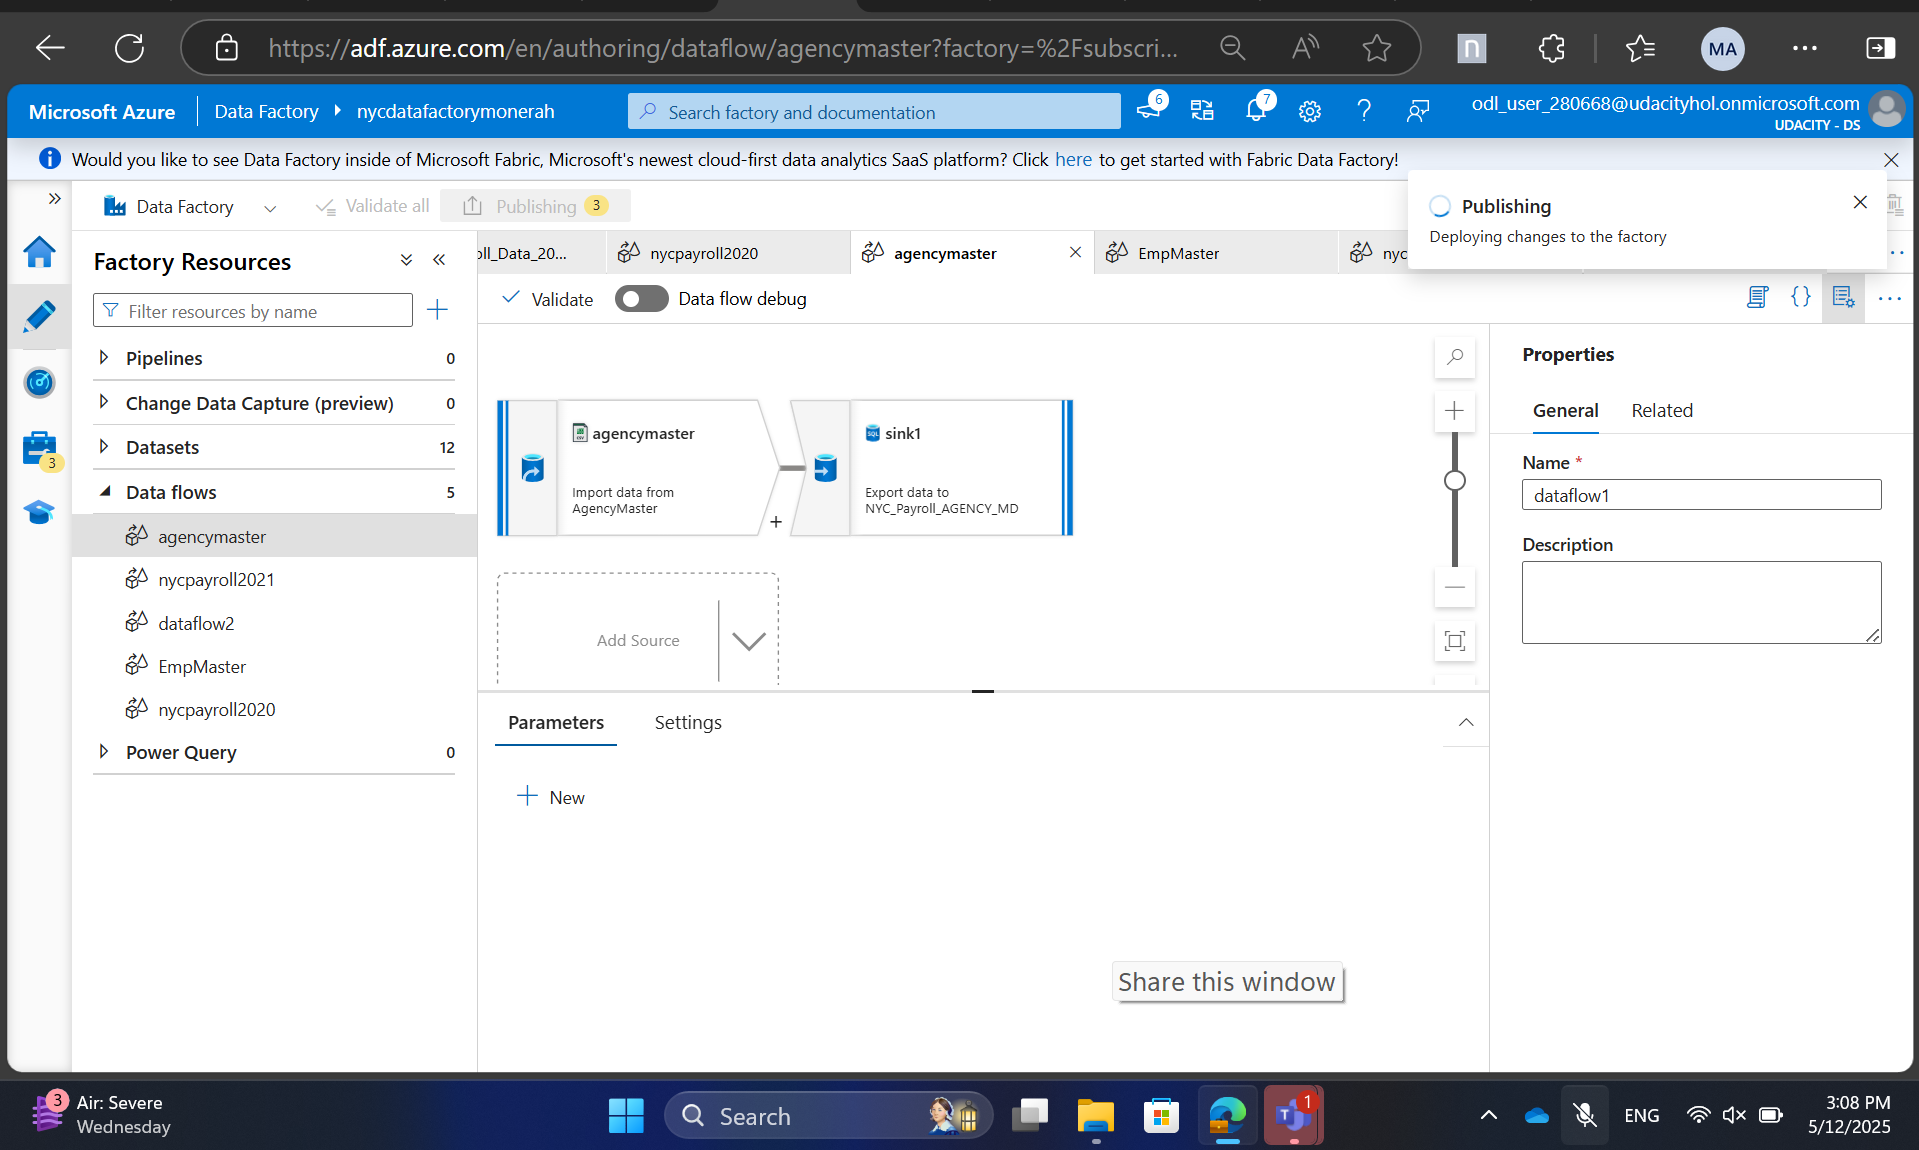 https://adf.azure.com/en/authoring/dataflow/agencymaster?factory=%2Fsubscri...
MA
Microsoft Azure
Data Factory
nycdatafactorymonerah
Search factory and documentation
6
7
odl_user_280668@udacityhol.onmicrosoft.com
UDACITY - DS
Would you like to see Data Factory inside of Microsoft Fabric, Microsoft's newest cloud-first data analytics SaaS platform? Click here to get started with Fabric Data Factory!
Data Factory
Validate all
Publishing 3
Publishing
Deploying changes to the factory
Factory Resources
Filter resources by name
Pipelines 0
Change Data Capture (preview) 0
Datasets 12
Data flows 5
agencymaster
nycpayroll2021
dataflow2
EmpMaster
nycpayroll2020
Power Query 0
3
oll_Data_20...
nycpayroll2020
agencymaster
EmpMaster
nyc
Validate
Data flow debug
agencymaster
Import data from
AgencyMaster
sink1
Export data to
NYC_Payroll_AGENCY_MD
Add Source
Parameters
Settings
New
Properties
General
Related
Name *
dataflow1
Description
Share this window
3
Air: Severe
Wednesday
Search
1
ENG
3:08 PM
5/12/2025